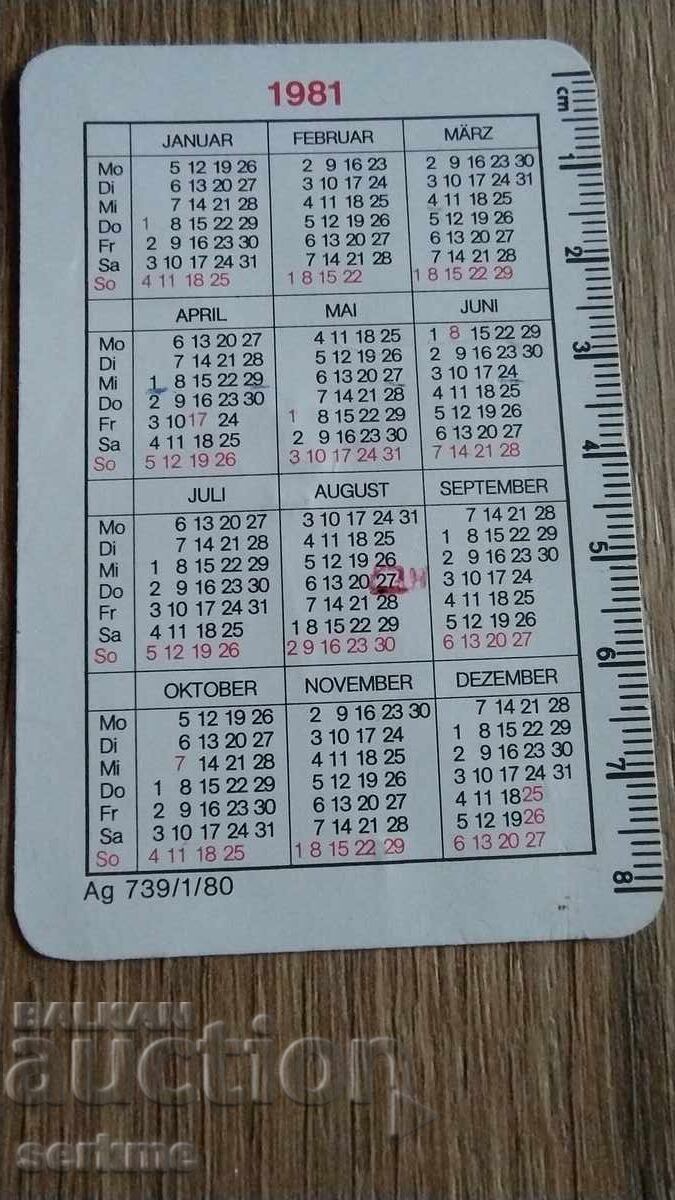 1981
JANUAR FEBRUAR MÄRZ
Mo 5 12 19 26 2 9 16 23 2 9 16 23 30
Di 6 13 20 27 3 10 17 24 3 10 17 24 31
Mi 7 14 21 28 4 11 18 25 4 11 18 25
Do 1 8 15 22 29 5 12 19 26 5 12 19 26
Fr 2 9 16 23 30 6 13 20 27 6 13 20 27
Sa 3 10 17 24 31 7 14 21 28 7 14 21 28
So 4 11 18 25 1 8 15 22 1 8 15 22 29
APRIL MAI JUNI
Mo 6 13 20 27 4 11 18 25 1 8 15 22 29
Di 7 14 21 28 5 12 19 26 2 9 16 23 30
Mi 1 8 15 22 29 6 13 20 27 3 10 17 24
Do 2 9 16 23 30 7 14 21 28 4 11 18 25
Fr 3 10 17 24 1 8 15 22 29 5 12 19 26
Sa 4 11 18 25 2 9 16 23 30 6 13 20 27
So 5 12 19 26 3 10 17 24 31 7 14 21 28
JULI AUGUST SEPTEMBER
Mo 6 13 20 27 3 10 17 24 31 7 14 21 28
Di 7 14 21 28 4 11 18 25 1 8 15 22 29
Mi 1 8 15 22 29 5 12 19 26 2 9 16 23 30
Do 2 9 16 23 30 6 13 20 27 3 10 17 24
Fr 3 10 17 24 31 7 14 21 28 4 11 18 25
Sa 4 11 18 25 1 8 15 22 29 5 12 19 26
So 5 12 19 26 2 9 16 23 30 6 13 20 27
OKTOBER NOVEMBER DEZEMBER
Mo 5 12 19 26 2 9 16 23 30 7 14 21 28
Di 6 13 20 27 3 10 17 24 1 8 15 22 29
Mi 7 14 21 28 4 11 18 25 2 9 16 23 30
Do 1 8 15 22 29 5 12 19 26 3 10 17 24 31
Fr 2 9 16 23 30 6 13 20 27 4 11 18 25
Sa 3 10 17 24 31 7 14 21 28 5 12 19 26
So 4 11 18 25 1 8 15 22 29 6 13 20 27
Ag 739/1/80
cm
1
2
3
4
5
6
7
8
BALKAN
auction
serkme